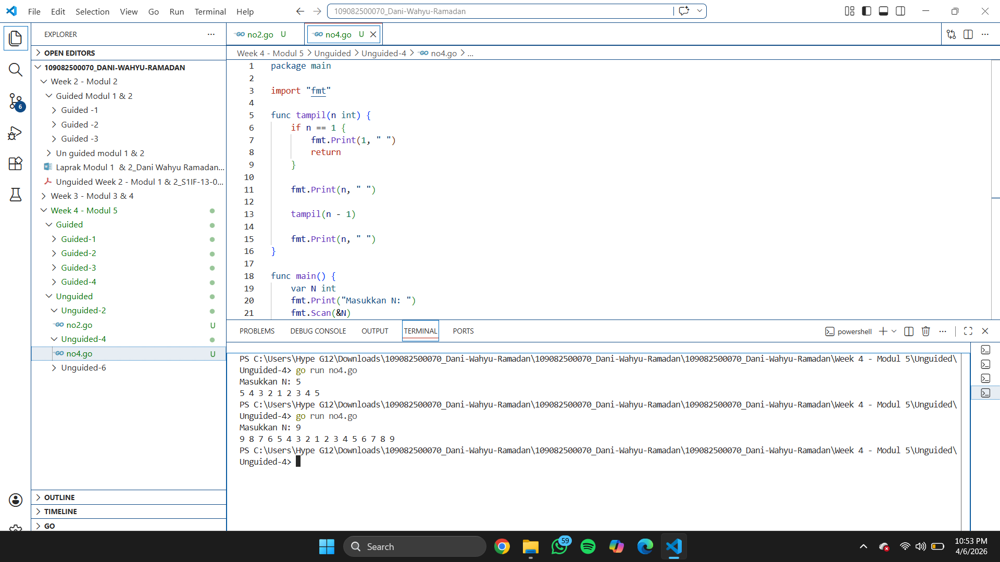 File Edit Selection View Go Run Terminal Help
109082500070_Dani-Wahyu-Ramadan
EXPLORER
OPEN EDITORS
109082500070_DANI-WAHYU-RAMADAN
Week 2 - Modul 2
Guided Modul 1 & 2
Guided -1
Guided -2
Guided -3
Un guided modul 1 & 2
Laprak Modul 1 & 2_Dani Wahyu Ramadan...
Unguided Week 2 - Modul 1 & 2_S1IF-13-0...
Week 3 - Modul 3 & 4
Week 4 - Modul 5
Guided
Guided-1
Guided-2
Guided-3
Guided-4
Unguided
Unguided-2
no2.go U
Unguided-4
no4.go U
Unguided-6
OUTLINE
TIMELINE
GO
6
no2.go U
no4.go U
Week 4 - Modul 5 > Unguided > Unguided-4 > no4.go > ...
1 package main
2
3 import "fmt"
4
5 func tampil(n int) {
6 if n == 1 {
7 fmt.Print(1, " ")
8 return
9 }
10
11 fmt.Print(n, " ")
12
13 tampil(n - 1)
14
15 fmt.Print(n, " ")
16 }
17
18 func main() {
19 var N int
20 fmt.Print("Masukkan N: ")
21 fmt.Scan(&N)
PROBLEMS DEBUG CONSOLE OUTPUT TERMINAL PORTS
powershell
PS C:\Users\Hype G12\Downloads\109082500070_Dani-Wahyu-Ramadan\109082500070_Dani-Wahyu-Ramadan\109082500070_Dani-Wahyu-Ramadan\Week 4 - Modul 5\Unguided\
Unguided-4> go run no4.go
Masukkan N: 5
5 4 3 2 1 2 3 4 5
PS C:\Users\Hype G12\Downloads\109082500070_Dani-Wahyu-Ramadan\109082500070_Dani-Wahyu-Ramadan\109082500070_Dani-Wahyu-Ramadan\Week 4 - Modul 5\Unguided\
Unguided-4> go run no4.go
Masukkan N: 9
9 8 7 6 5 4 3 2 1 2 3 4 5 6 7 8 9
PS C:\Users\Hype G12\Downloads\109082500070_Dani-Wahyu-Ramadan\109082500070_Dani-Wahyu-Ramadan\109082500070_Dani-Wahyu-Ramadan\Week 4 - Modul 5\Unguided\
Unguided-4>
Search
59
10:53 PM
4/6/2026